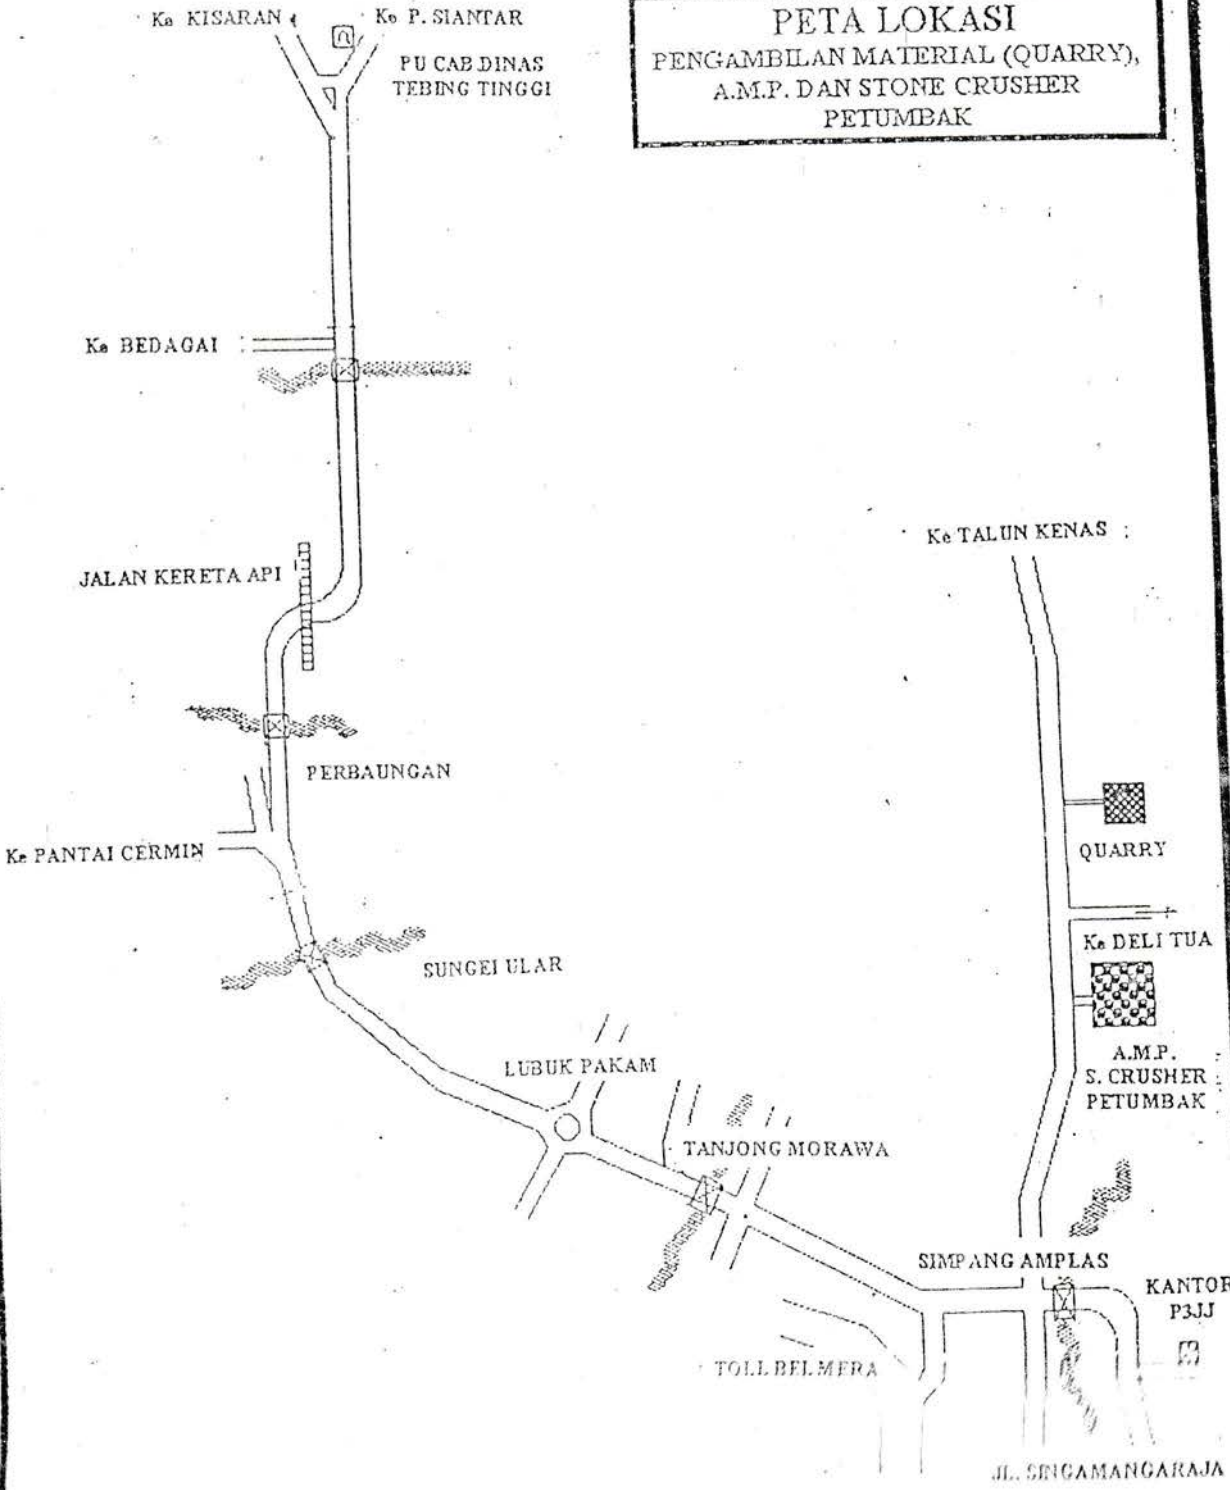 Ke KISARAN
Ke P. SIANTAR
PU CAB DINAS
TEBING TINGGI
PETA LOKASI
PENGAMBILAN MATERIAL (QUARRY),
A.M.P. DAN STONE CRUSHER
PETUMBAK
Ke BEDAGAI
Ke TALUN KENAS
JALAN KERETA API
PERBAUNGAN
Ke PANTAI CERMIN
QUARRY
Ke DELI TUA
SUNGEI ULAR
A.M.P.
S. CRUSHER
PETUMBAK
LUBUK PAKAM
TANJONG MORAWA
SIMPANG AMPLAS
KANTOR
P3JJ
TOLL BELMERA
JL. SINGAMANGARAJA